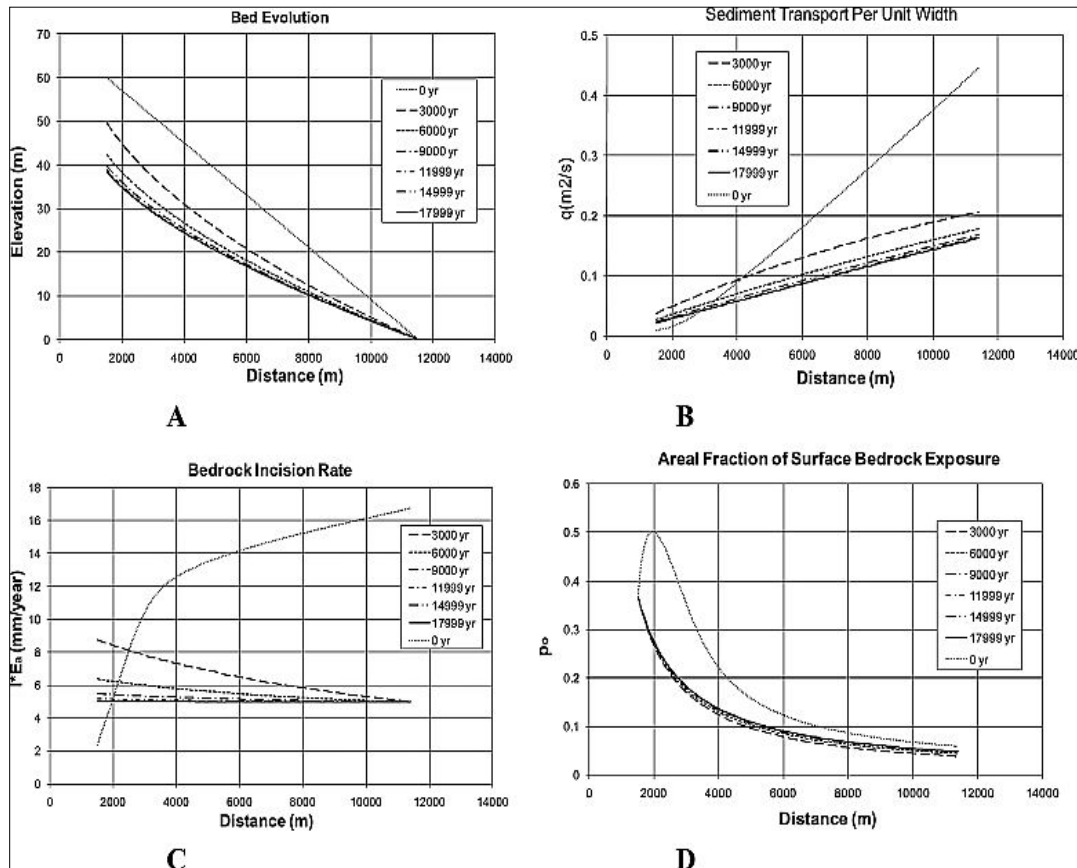 Bed Evolution
70
60
50
40
30
20
10
0
Elevation (m)
0 yr
3000 yr
6000 yr
9000 yr
11999 yr
14999 yr
17999 yr
0 2000 4000 6000 8000 10000 12000 14000
Distance (m)
A
Sediment Transport Per Unit Width
0.5
0.4
0.3
0.2
0.1
0
q(m2/s)
3000 yr
6000 yr
9000 yr
11999 yr
14999 yr
17999 yr
0 yr
0 2000 4000 6000 8000 10000 12000 14000
Distance (m)
B
Bedrock Incision Rate
18
16
14
12
10
8
6
4
2
0
I*Ea (mm/year)
3000 yr
6000 yr
9000 yr
11999 yr
14999 yr
17999 yr
0 yr
0 2000 4000 6000 8000 10000 12000 14000
Distance (m)
C
Areal Fraction of Surface Bedrock Exposure
0.6
0.5
0.4
0.3
0.2
0.1
0
po
3000 yr
6000 yr
9000 yr
11999 yr
14999 yr
17999 yr
0 yr
0 2000 4000 6000 8000 10000 12000 14000
Distance (m)
D